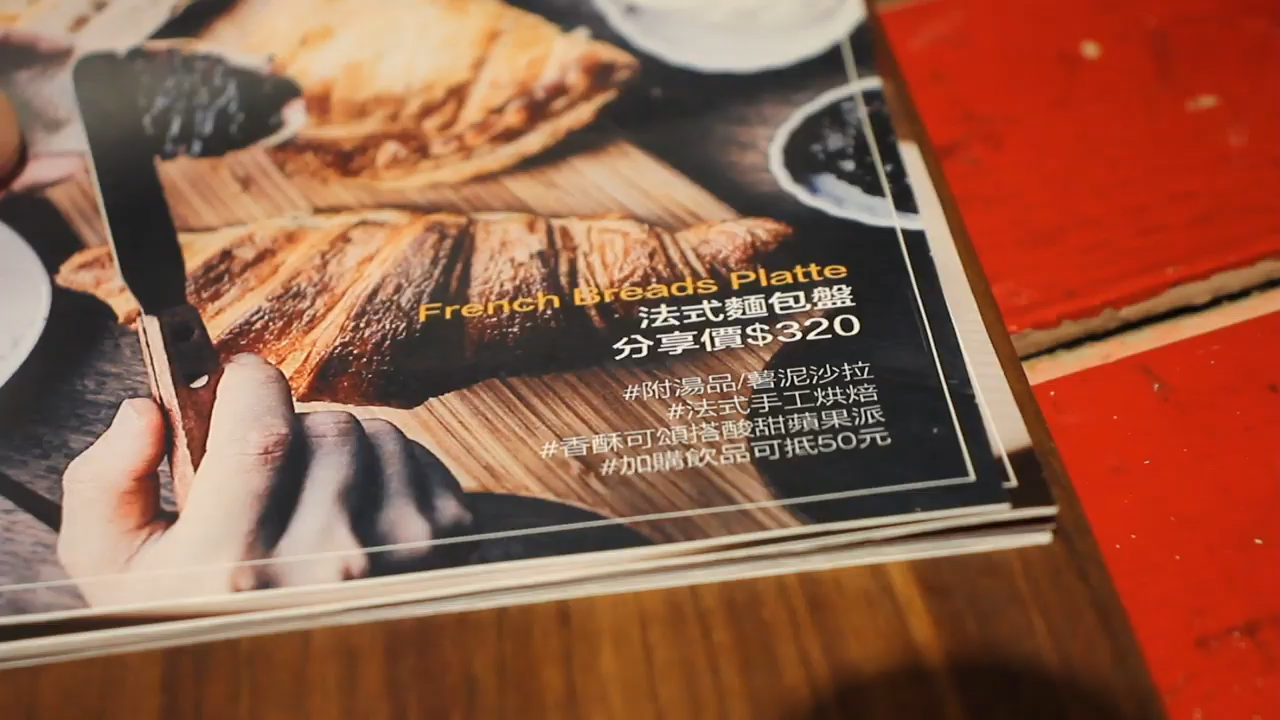 French Breads Platte
法式麵包盤
分享價$320
#附湯品/薯泥沙拉
#法式手工烘焙
#香酥可頌搭酸甜蘋果派
#加購飲品可抵50元